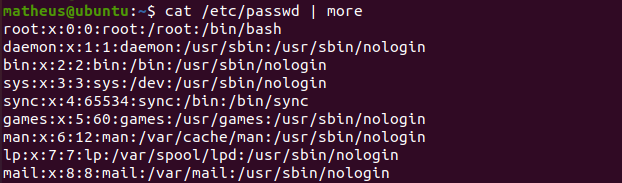 matheus@ubuntu:~$ cat /etc/passwd | more
root:x:0:0:root:/root:/bin/bash
daemon:x:1:1:daemon:/usr/sbin:/usr/sbin/nologin
bin:x:2:2:bin:/bin:/usr/sbin/nologin
sys:x:3:3:sys:/dev:/usr/sbin/nologin
sync:x:4:65534:sync:/bin:/bin/sync
games:x:5:60:games:/usr/games:/usr/sbin/nologin
man:x:6:12:man:/var/cache/man:/usr/sbin/nologin
lp:x:7:7:lp:/var/spool/lpd:/usr/sbin/nologin
mail:x:8:8:mail:/var/mail:/usr/sbin/nologin